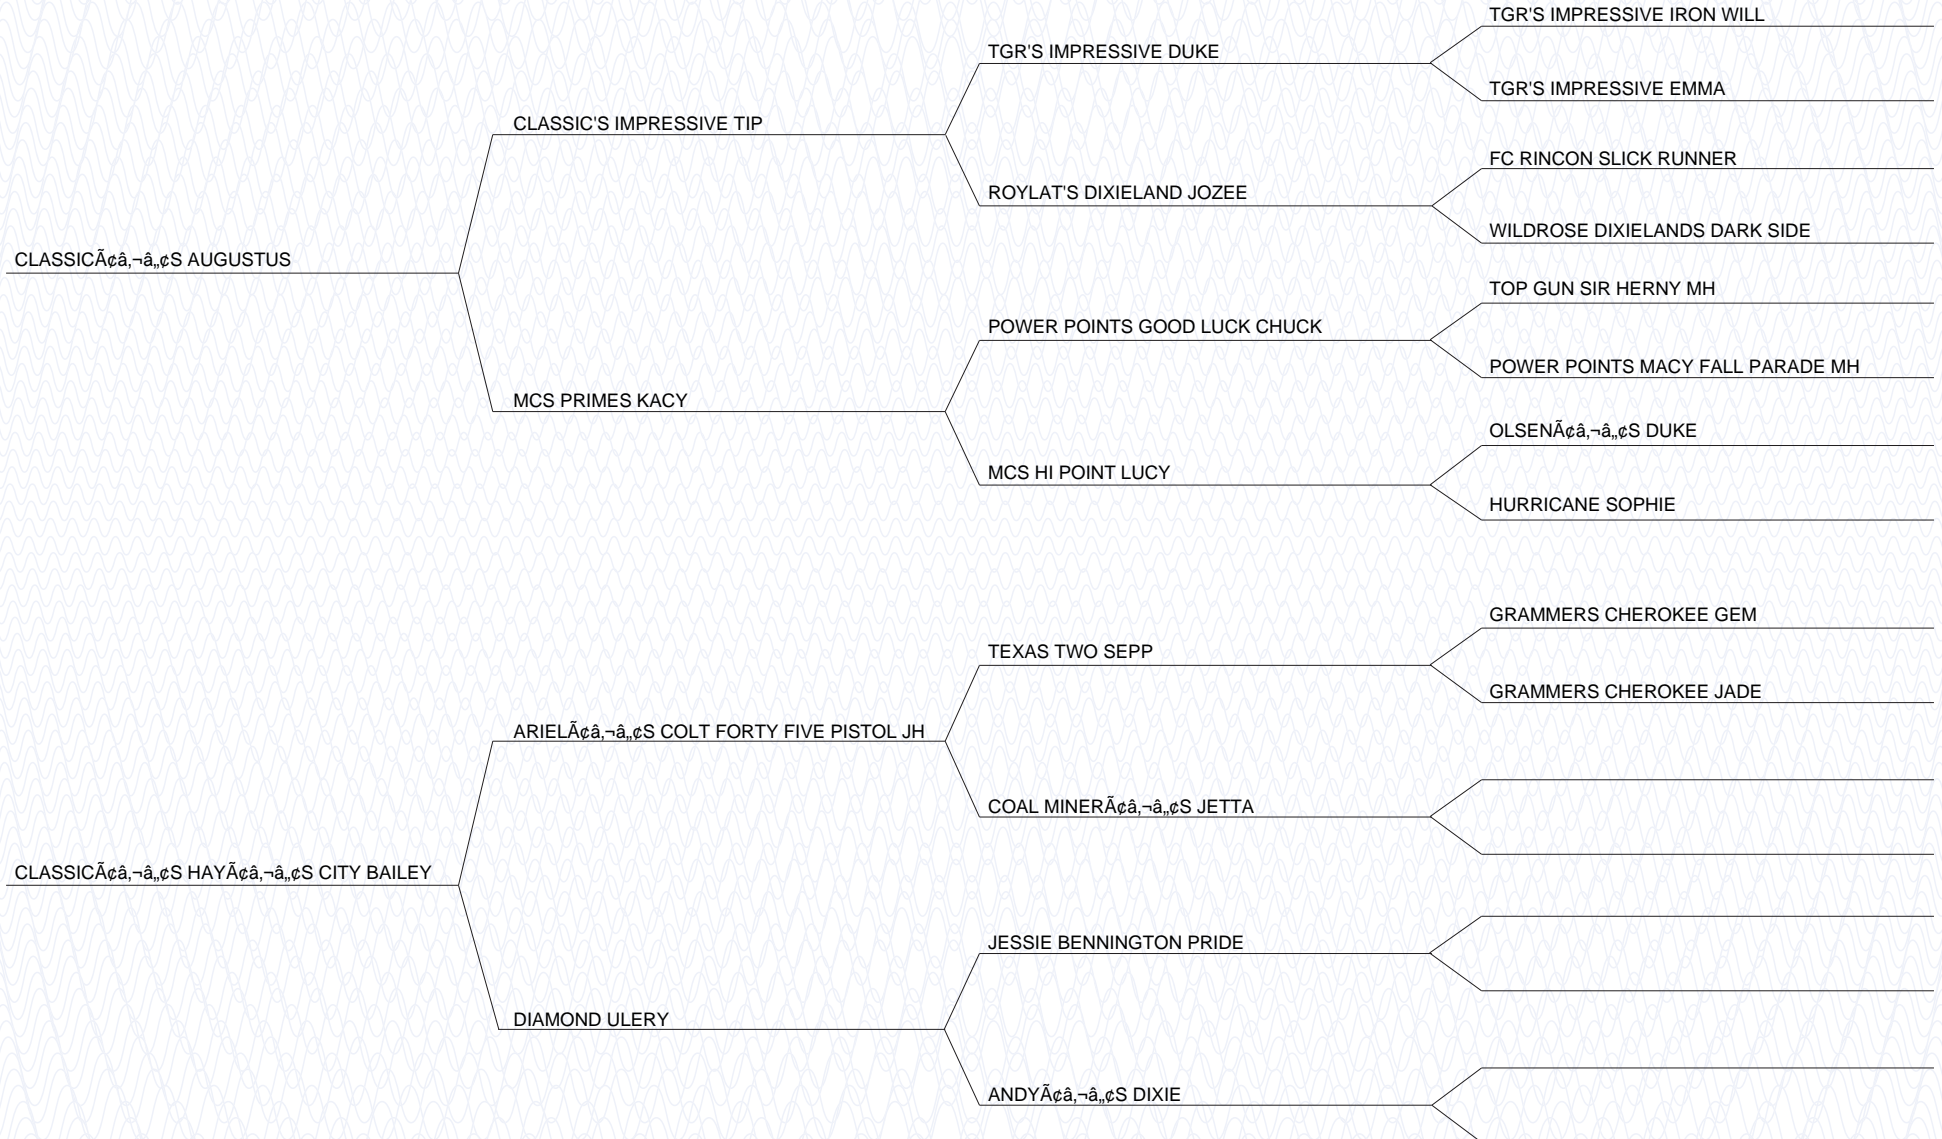 TGR'S IMPRESSIVE IRON WILL
TGR'S IMPRESSIVE DUKE
TGR'S IMPRESSIVE EMMA
CLASSIC'S IMPRESSIVE TIP
FC RINCON SLICK RUNNER
ROYLAT'S DIXIELAND JOZEE
WILDROSE DIXIELANDS DARK SIDE
CLASSICÃ¢â‚¬â„¢S AUGUSTUS
TOP GUN SIR HERNY MH
POWER POINTS GOOD LUCK CHUCK
POWER POINTS MACY FALL PARADE MH
MCS PRIMES KACY
OLSENÃ¢â‚¬â„¢S DUKE
MCS HI POINT LUCY
HURRICANE SOPHIE
GRAMMERS CHEROKEE GEM
TEXAS TWO SEPP
GRAMMERS CHEROKEE JADE
ARIELÃ¢â‚¬â„¢S COLT FORTY FIVE PISTOL JH
COAL MINERÃ¢â‚¬â„¢S JETTA
CLASSICÃ¢â‚¬â„¢S HAYÃ¢â‚¬â„¢S CITY BAILEY
JESSIE BENNINGTON PRIDE
DIAMOND ULERY
ANDYÃ¢â‚¬â„¢S DIXIE